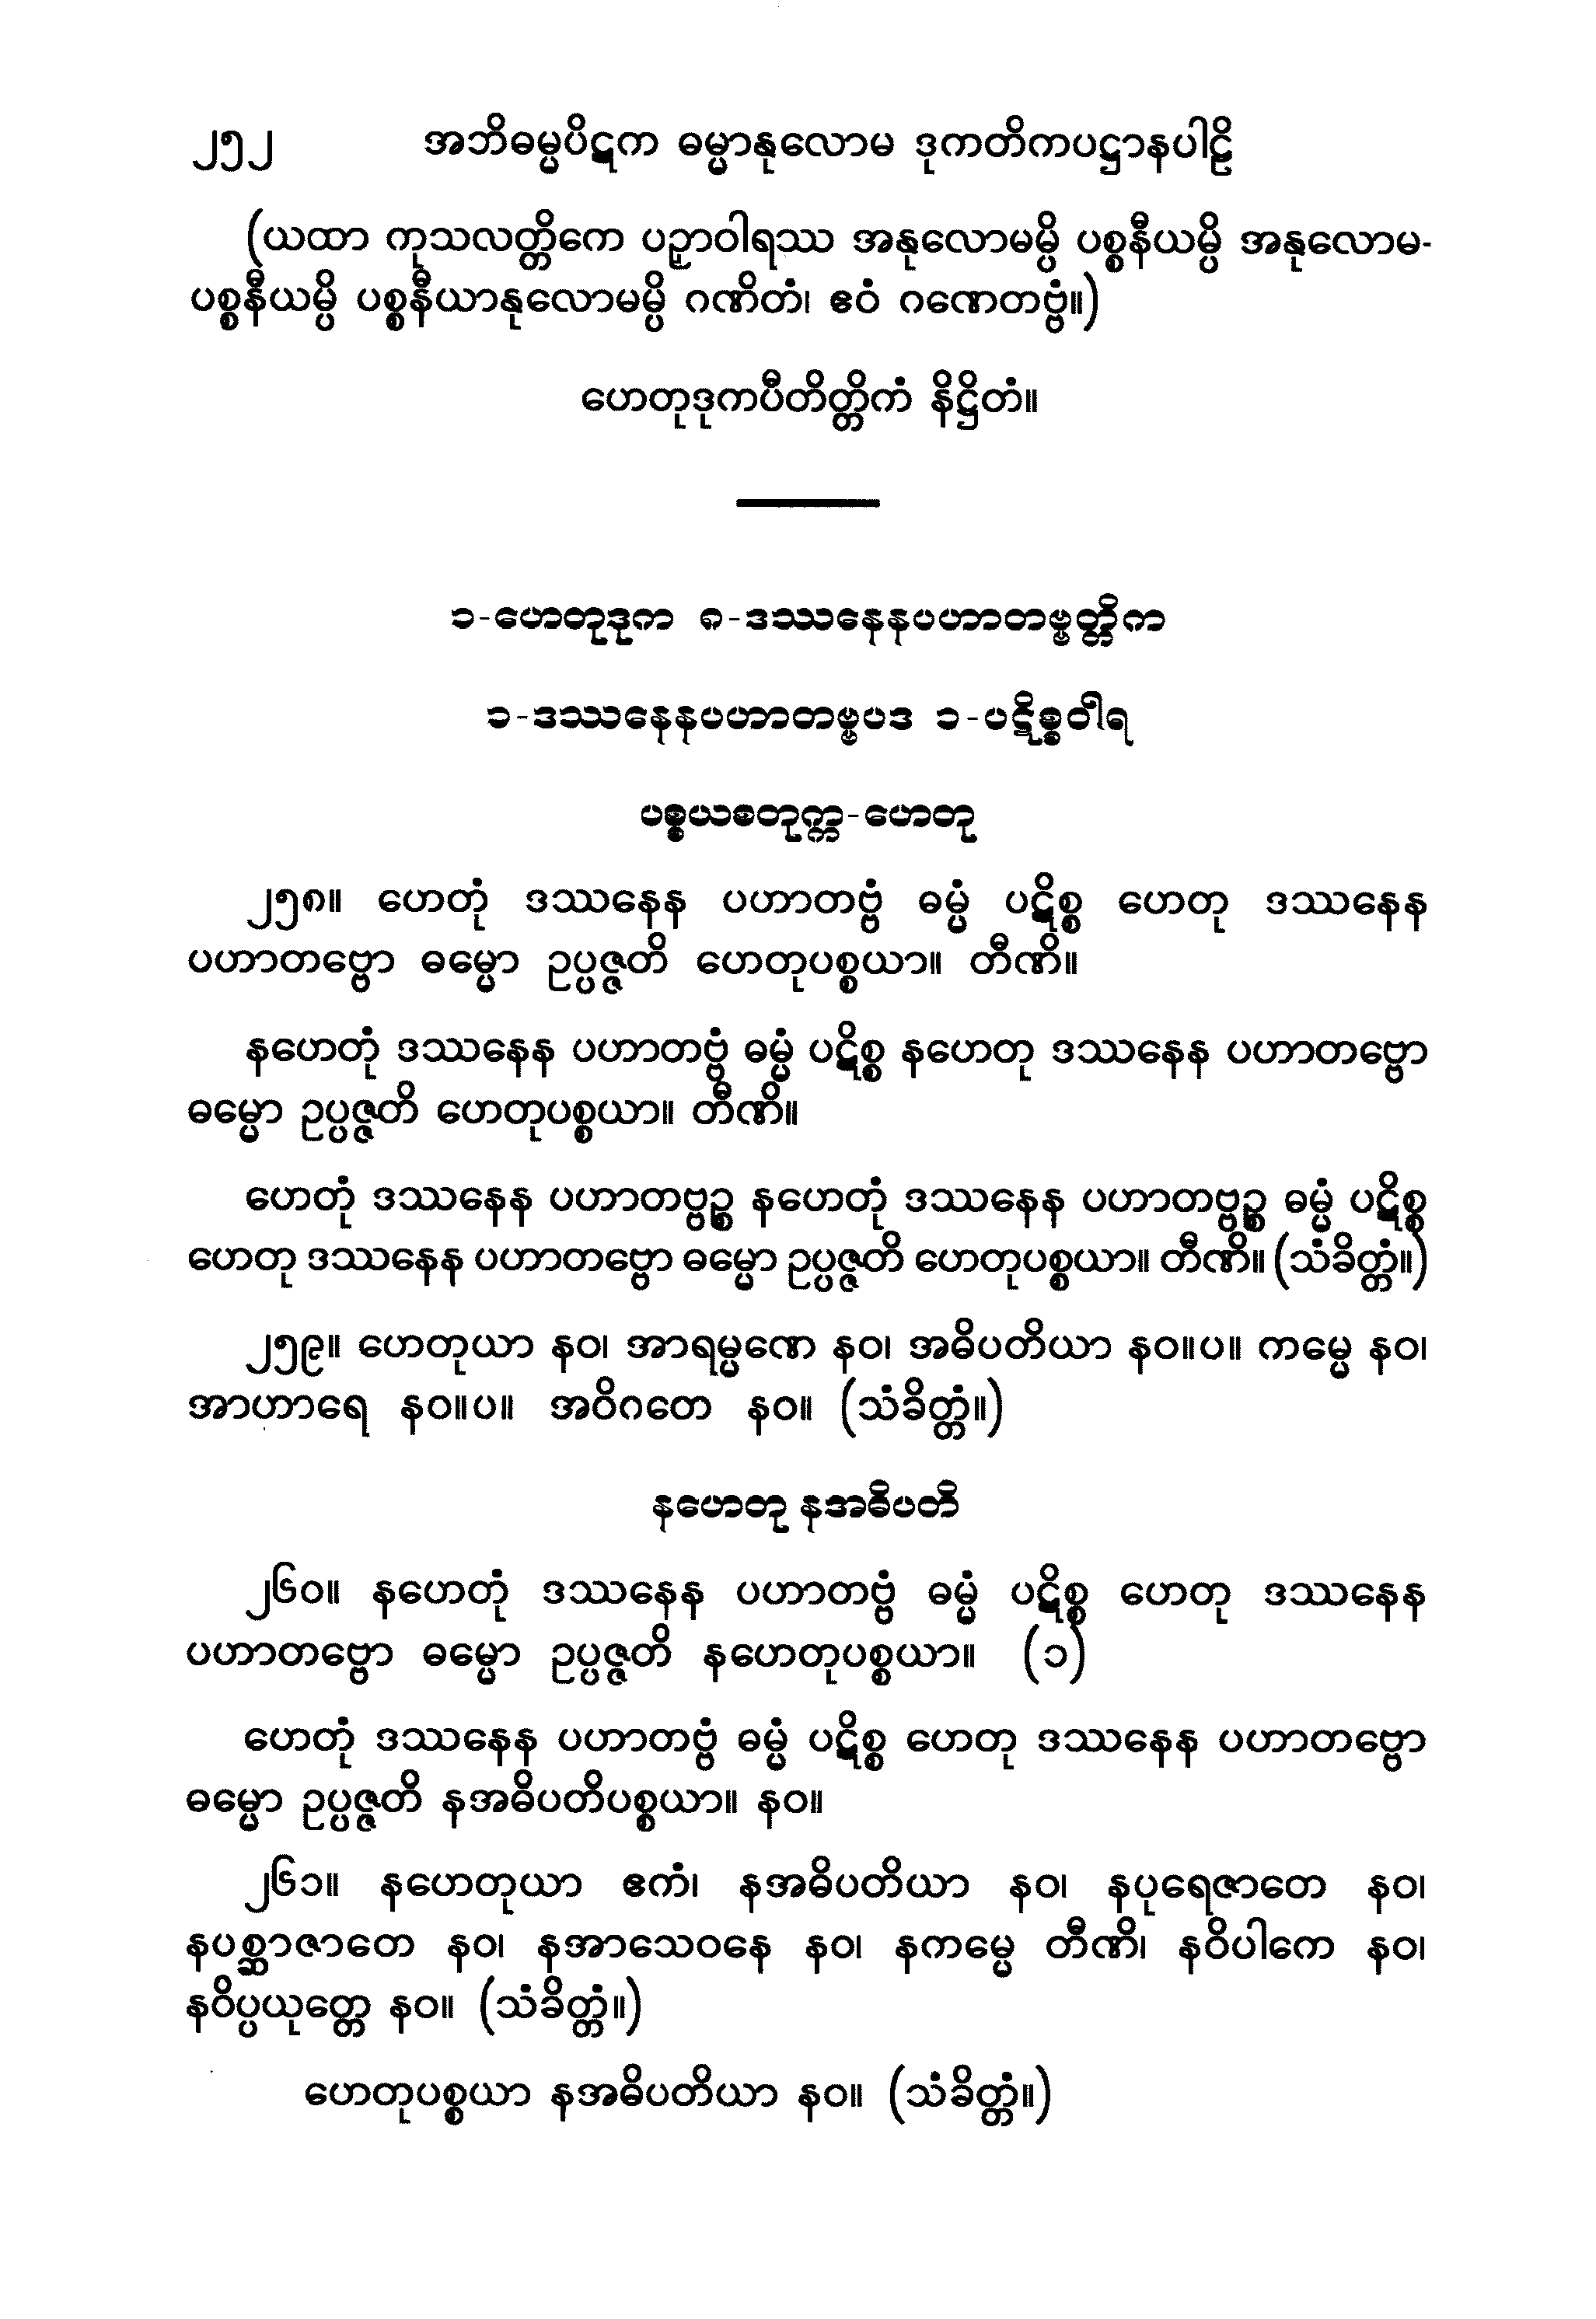 ၂၅၂ အဘိဓမ္မပိဋက ဓမ္မာနုလောမ ဒုကတိကပဋ္ဌာနပါဠိ
(ယထာ ကုသလတ္တိကေ ပဉှာဝါရဿ အနုလောမမ္ပိ ပစ္စနီယမ္ပိ အနုလောမ-
ပစ္စနီယမ္ပိ ပစ္စနီယာနုလောမမ္ပိ ဂဏိတံ၊ ဧဝံ ဂဏေတဗ္ဗံ။)
ဟေတုဒုကပီတိတ္တိကံ နိဋ္ဌိတံ။
၁-ဟေတုဒုက ၈-ဒဿနေနပဟာတဗ္ဗတ္တိက
၁-ဒဿနေနပဟာတဗ္ဗပဒ ၁-ပဋိစ္စဝါရ
ပစ္စယစတုက္က-ဟေတု
၂၅၈။ ဟေတုံ ဒဿနေန ပဟာတဗ္ဗံ ဓမ္မံ ပဋိစ္စ ဟေတု ဒဿနေန
ပဟာတဗ္ဗော ဓမ္မော ဥပ္ပဇ္ဇတိ ဟေတုပစ္စယာ။ တီဏိ။
နဟေတုံ ဒဿနေန ပဟာတဗ္ဗံ ဓမ္မံ ပဋိစ္စ နဟေတု ဒဿနေန ပဟာတဗ္ဗော
ဓမ္မော ဥပ္ပဇ္ဇတိ ဟေတုပစ္စယာ။ တီဏိ။
ဟေတုံ ဒဿနေန ပဟာတဗ္ဗဉ္စ နဟေတုံ ဒဿနေန ပဟာတဗ္ဗဉ္စ ဓမ္မံ ပဋိစ္စ
ဟေတု ဒဿနေန ပဟာတဗ္ဗော ဓမ္မော ဥပ္ပဇ္ဇတိ ဟေတုပစ္စယာ။ တီဏိ။ (သံခိတ္တံ။)
၂၅၉။ ဟေတုယာ နဝ၊ အာရမ္မဏေ နဝ၊ အဓိပတိယာ နဝ။ပ။ ကမ္မေ နဝ၊
အာဟာရေ နဝ။ပ။ အဝိဂတေ နဝ။ (သံခိတ္တံ။)
နဟေတု နအဓိပတိ
၂၆၀။ နဟေတုံ ဒဿနေန ပဟာတဗ္ဗံ ဓမ္မံ ပဋိစ္စ ဟေတု ဒဿနေန
ပဟာတဗ္ဗော ဓမ္မော ဥပ္ပဇ္ဇတိ နဟေတုပစ္စယာ။ (၁)
ဟေတုံ ဒဿနေန ပဟာတဗ္ဗံ ဓမ္မံ ပဋိစ္စ ဟေတု ဒဿနေန ပဟာတဗ္ဗော
ဓမ္မော ဥပ္ပဇ္ဇတိ နအဓိပတိပစ္စယာ။ နဝ။
၂၆၁။ နဟေတုယာ ဧကံ၊ နအဓိပတိယာ နဝ၊ နပုရေဇာတေ နဝ၊
နပစ္ဆာဇာတေ နဝ၊ နအာသေဝနေ နဝ၊ နကမ္မေ တီဏိ၊ နဝိပါကေ နဝ၊
နဝိပ္ပယုတ္တေ နဝ။ (သံခိတ္တံ။)
ဟေတုပစ္စယာ နအဓိပတိယာ နဝ။ (သံခိတ္တံ။)